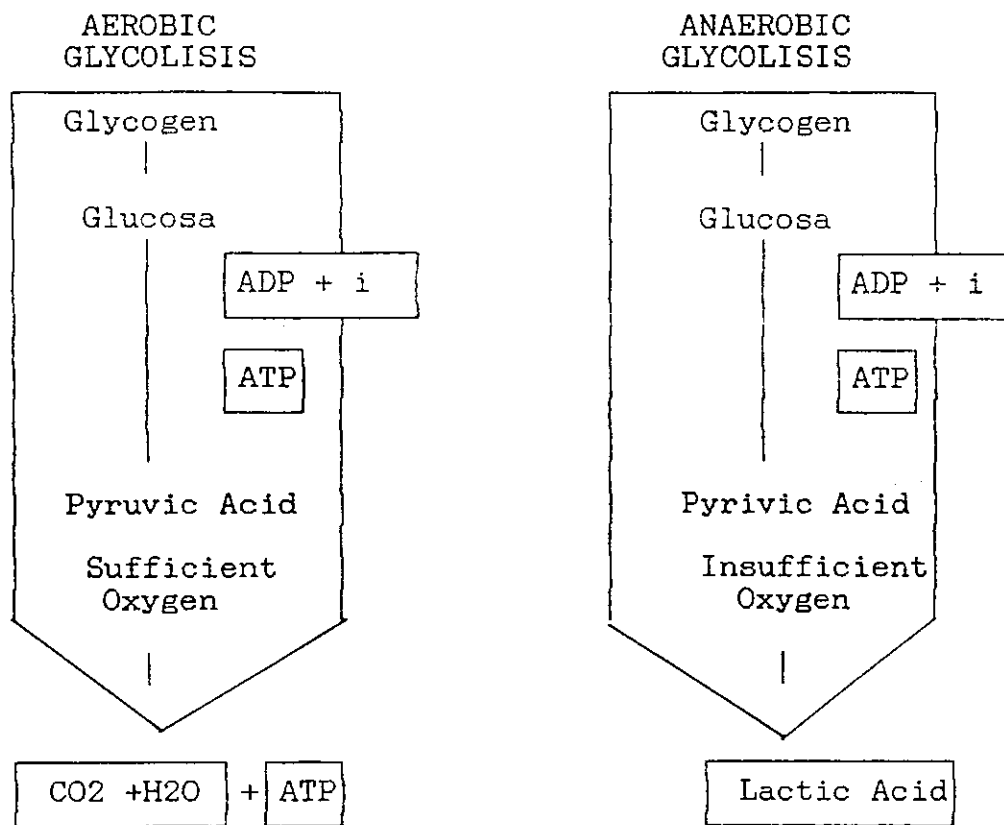 AEROBIC
GLYCOLISIS
Glycogen
Glucosa
ADP + i
ATP
Pyruvic Acid
Sufficient
Oxygen
CO2 +H2O + ATP
ANAEROBIC
GLYCOLISIS
Glycogen
Glucosa
ADP + i
ATP
Pyrivic Acid
Insufficient
Oxygen
Lactic Acid